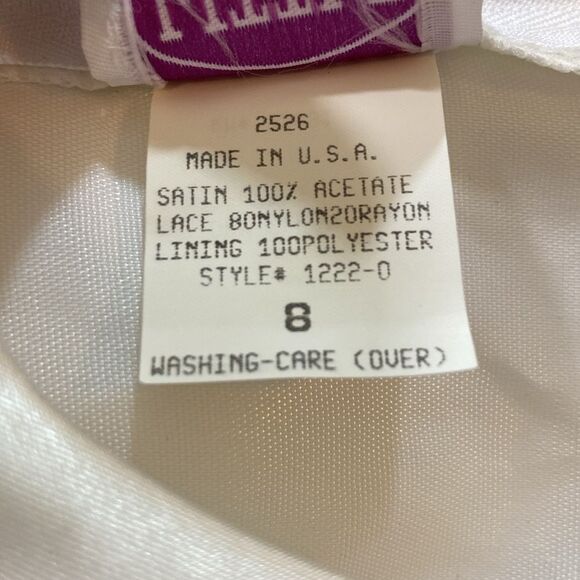 2526
MADE IN U.S.A.
SATIN 100% ACETATE
LACE 80NYLON20RAYON
LINING 100POLYESTER
STYLE# 1222-0
8
WASHING-CARE (OVER)